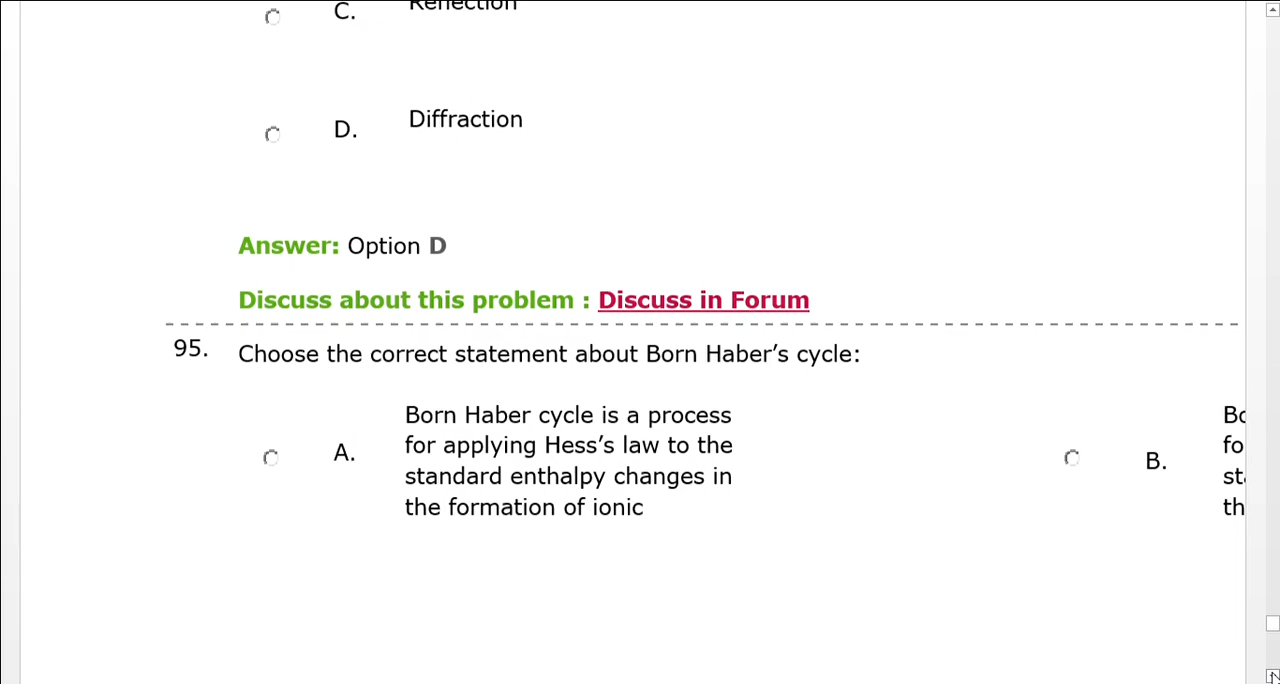 C.
Reflection
D.
Diffraction
Answer: Option D
Discuss about this problem : Discuss in Forum
95.
Choose the correct statement about Born Haber’s cycle:
A.
Born Haber cycle is a process
for applying Hess’s law to the
standard enthalpy changes in
the formation of ionic
B.